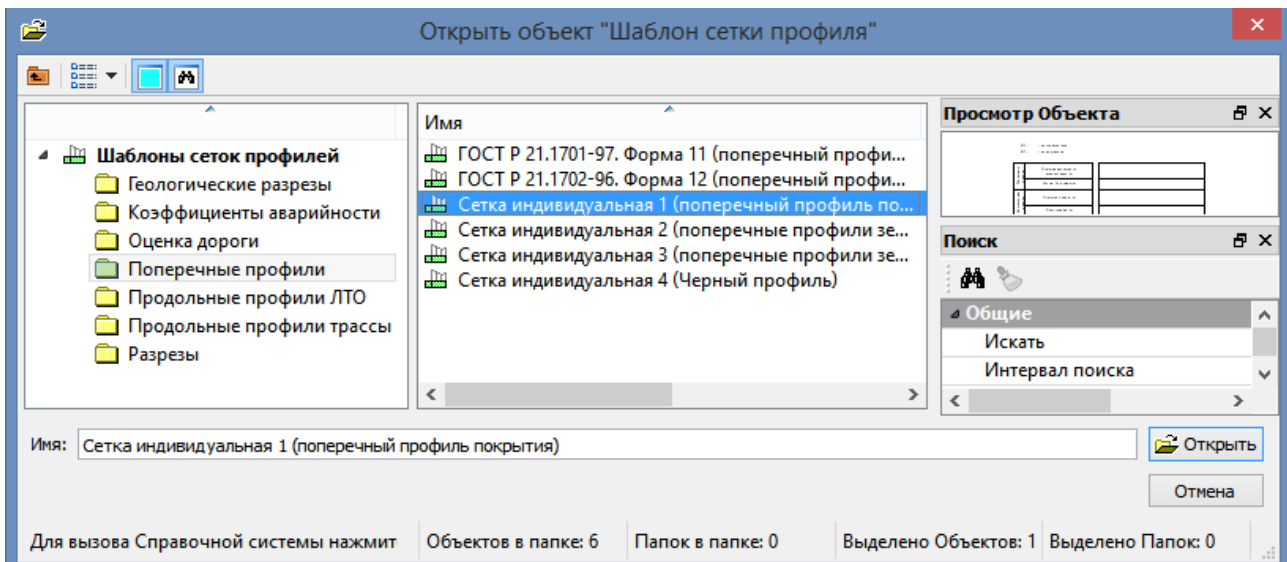 Открыть объект "Шаблон сетки профиля"
Шаблоны сеток профилей
Геологические разрезы
Коэффициенты аварийности
Оценка дороги
Поперечные профили
Продольные профили ЛТО
Продольные профили трассы
Разрезы
Имя
ГОСТ Р 21.1701-97. Форма 11 (поперечный профи...
ГОСТ Р 21.1702-96. Форма 12 (поперечный профи...
Сетка индивидуальная 1 (поперечный профиль по...
Сетка индивидуальная 2 (поперечные профили зе...
Сетка индивидуальная 3 (поперечные профили зе...
Сетка индивидуальная 4 (Черный профиль)
Просмотр Объекта
Поиск
Общие
Искать
Интервал поиска
Имя: Сетка индивидуальная 1 (поперечный профиль покрытия)
Открыть
Отмена
Для вызова Справочной системы нажмит Объектов в папке: 6 Папок в папке: 0 Выделено Объектов: 1 Выделено Папок: 0